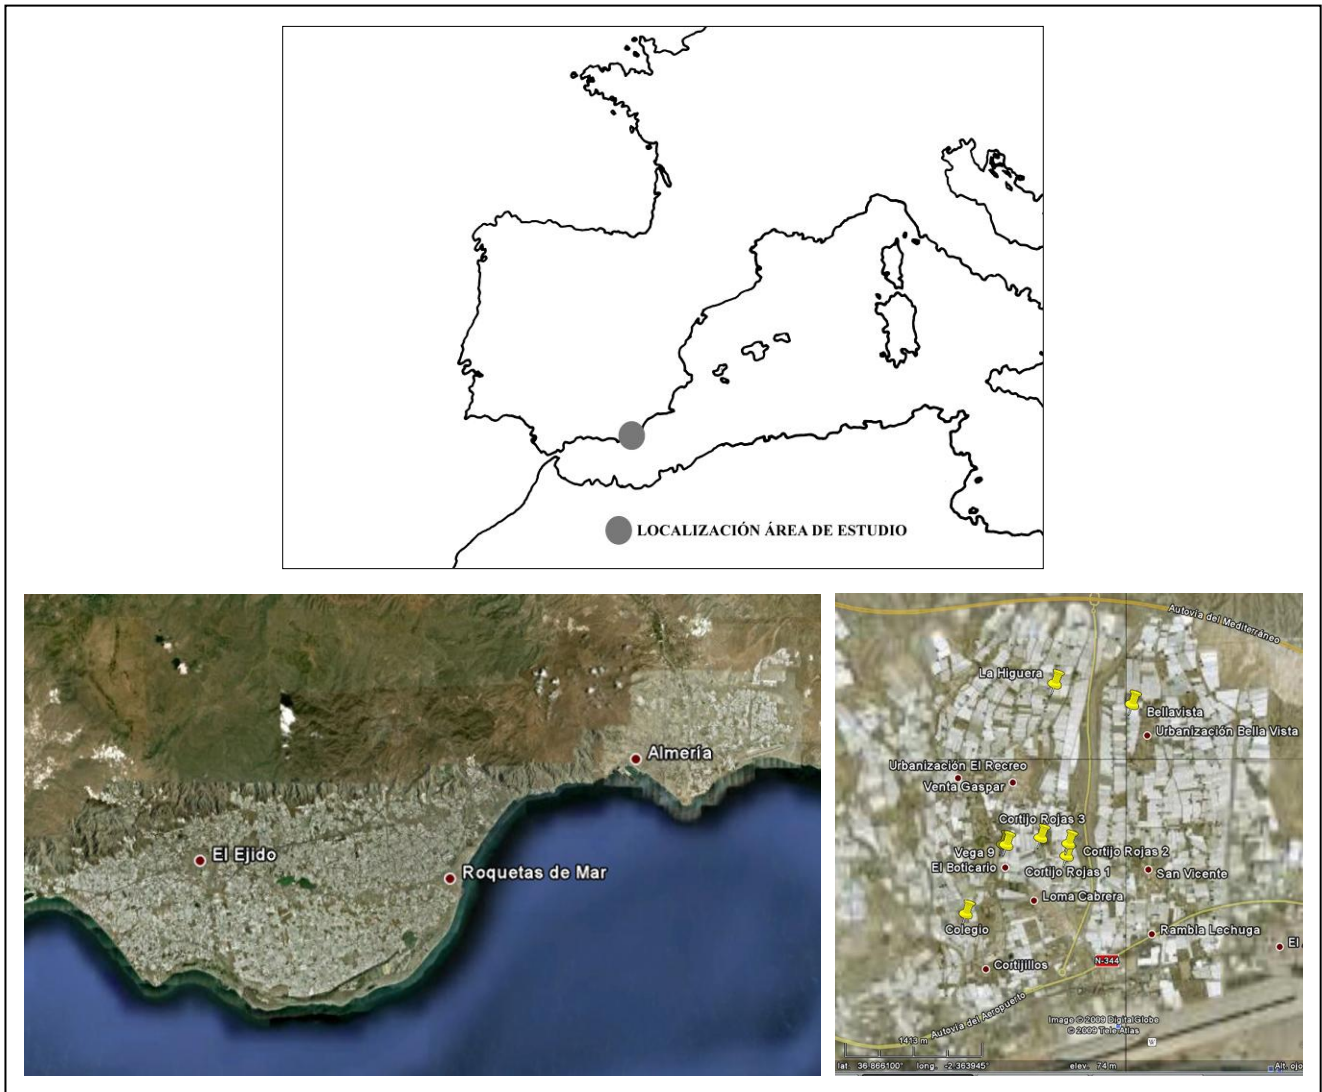 LOCALIZACIÓN ÁREA DE ESTUDIO
Almería
El Ejido
Roquetas de Mar
Autovía del Mediterráneo
La Higuera
Bellavista
Urbanización Bella Vista
Urbanización El Recreo
Venta Gaspar
Cortijo Rojas 3
Vega 9
Cortijo Rojas 2
El Boticario
Cortijo Rojas 1
San Vicente
Loma Cabrera
Colegio
Rambla Lechuga
El
Cortijillos
N-344
Autovía del Aeropuerto
Image © 2009 DigitalGlobe
© 2009 Tele Atlas
1413 m
W
lat. 36.866100° long. -2.363945° elev. 74 m Alt. ojo